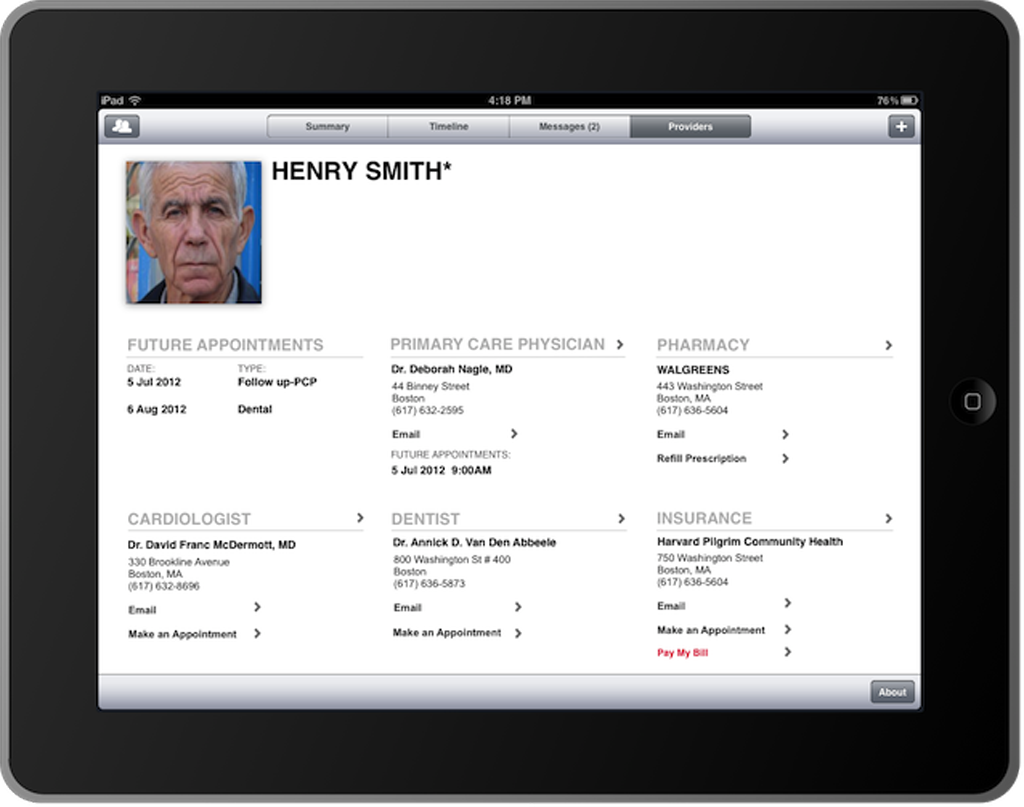 iPad 4:18 PM 76%
Summary Timeline Messages (2) Providers +
HENRY SMITH*
FUTURE APPOINTMENTS
DATE: TYPE:
5 Jul 2012 Follow up-PCP
6 Aug 2012 Dental
PRIMARY CARE PHYSICIAN
Dr. Deborah Nagle, MD
44 Binney Street
Boston
(617) 632-2595
Email
FUTURE APPOINTMENTS:
5 Jul 2012 9:00AM
PHARMACY
WALGREENS
443 Washington Street
Boston, MA
(617) 636-5604
Email
Refill Prescription
CARDIOLOGIST
Dr. David Franc McDermott, MD
330 Brookline Avenue
Boston, MA
(617) 632-8696
Email
Make an Appointment
DENTIST
Dr. Annick D. Van Den Abbeele
800 Washington St # 400
Boston
(617) 636-5873
Email
Make an Appointment
INSURANCE
Harvard Pilgrim Community Health
750 Washington Street
Boston, MA
(617) 636-5604
Email
Make an Appointment
Pay My Bill
About